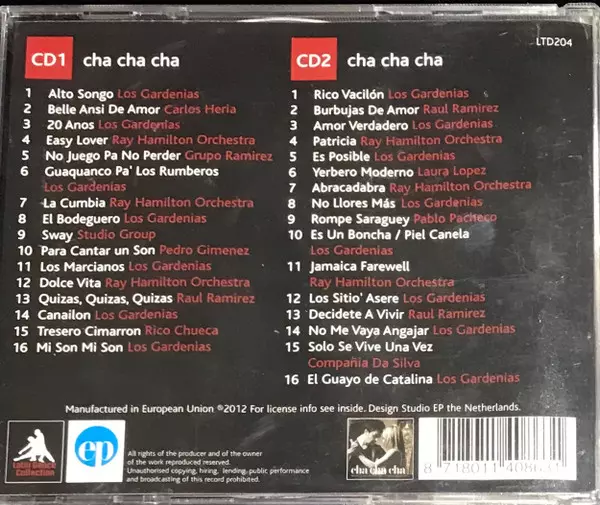 LTD204
CD1 cha cha cha
1 Alto Songo Los Gardenias
2 Belle Ansi De Amor Carlos Heria
3 20 Anos Los Gardenias
4 Easy Lover Ray Hamilton Orchestra
5 No Juego Pa No Perder Grupo Ramirez
6 Guaquanco Pa' Los Rumberos
Los Gardenias
7 La Cumbia Ray Hamilton Orchestra
8 El Bodeguero Los Gardenias
9 Sway Studio Group
10 Para Cantar un Son Pedro Gimenez
11 Los Marcianos Los Gardenias
12 Dolce Vita Ray Hamilton Orchestra
13 Quizas, Quizas, Quizas Raul Ramirez
14 Canailon Los Gardenias
15 Tresero Cimarron Rico Chueca
16 Mi Son Mi Son Los Gardenias
CD2 cha cha cha
1 Rico Vacilón Los Gardenias
2 Burbujas De Amor Raul Ramirez
3 Amor Verdadero Los Gardenias
4 Patricia Ray Hamilton Orchestra
5 Es Posible Los Gardenias
6 Yerbero Moderno Laura Lopez
7 Abracadabra Ray Hamilton Orchestra
8 No Llores Más Los Gardenias
9 Rompe Saraguey Pablo Pacheco
10 Es Un Boncha / Piel Canela
Los Gardenias
11 Jamaica Farewell
Ray Hamilton Orchestra
12 Los Sitio' Asere Los Gardenias
13 Decidete A Vivir Raul Ramirez
14 No Me Vaya Angajar Los Gardenias
15 Solo Se Vive Una Vez
Compañia Da Silva
16 El Guayo de Catalina Los Gardenias
Manufactured in European Union ®2012 For license info see inside. Design Studio EP the Netherlands.
Latin Dance
Collection
ep
All rights of the producer and of the owner
of the work reproduced reserved.
Unauthorised copying, hiring, lending, public performance
and broadcasting of this record prohibited.
cha cha cha
8 718011 408631